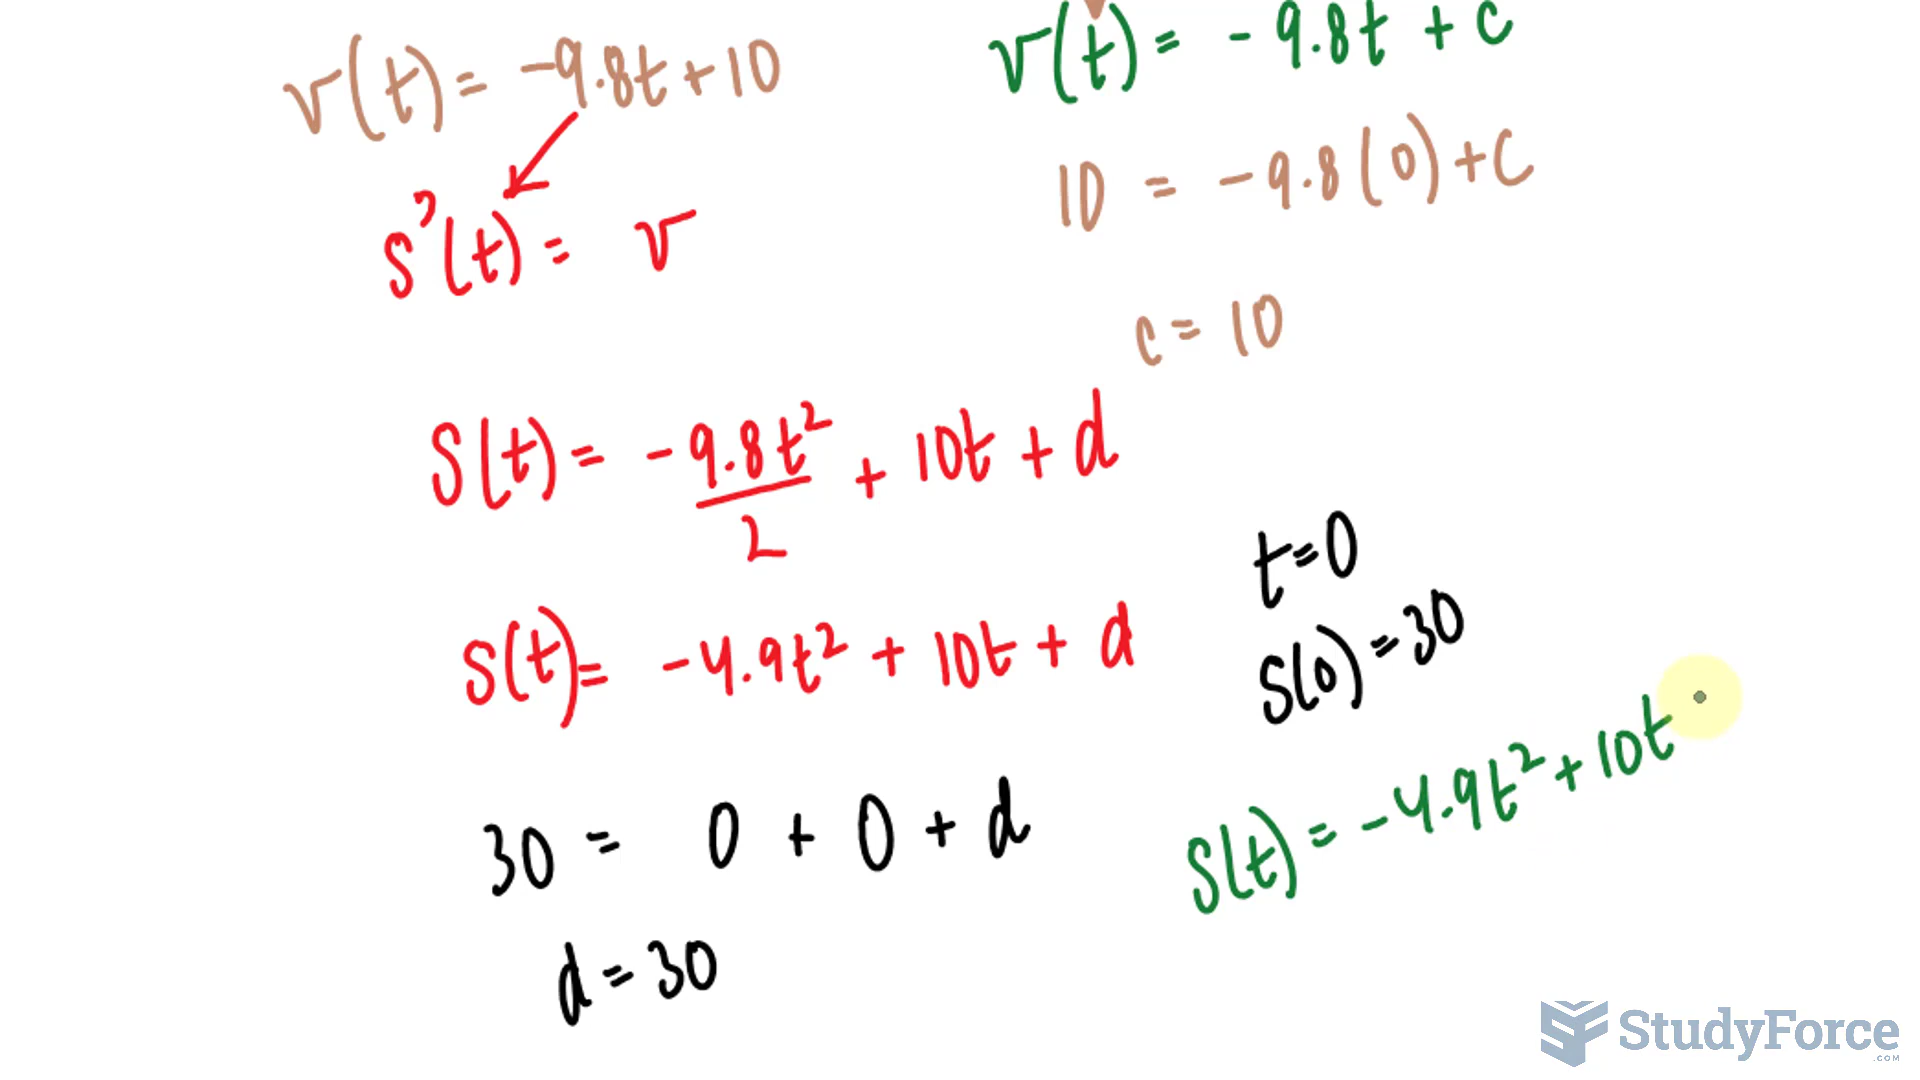 v(t) = -9.8t + 10
s'(t) = v
v(t) = -9.8t + c
10 = -9.8(0) + c
c = 10
S(t) = -9.8t²/2 + 10t + d
S(t) = -4.9t² + 10t + d
t=0
S(0) = 30
30 = 0 + 0 + d
d = 30
S(t) = -4.9t² + 10t
StudyForce
.COM